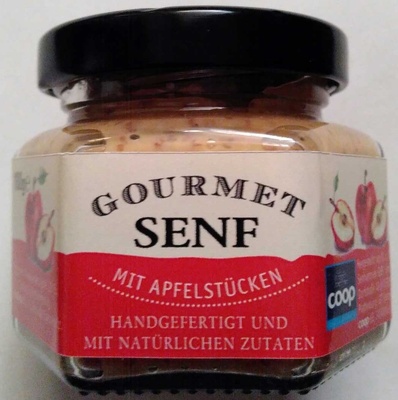 GOURMET
SENF
MIT APFELSTÜCKEN
HANDGEFERTIGT UND
MIT NATÜRLICHEN ZUTATEN
coop